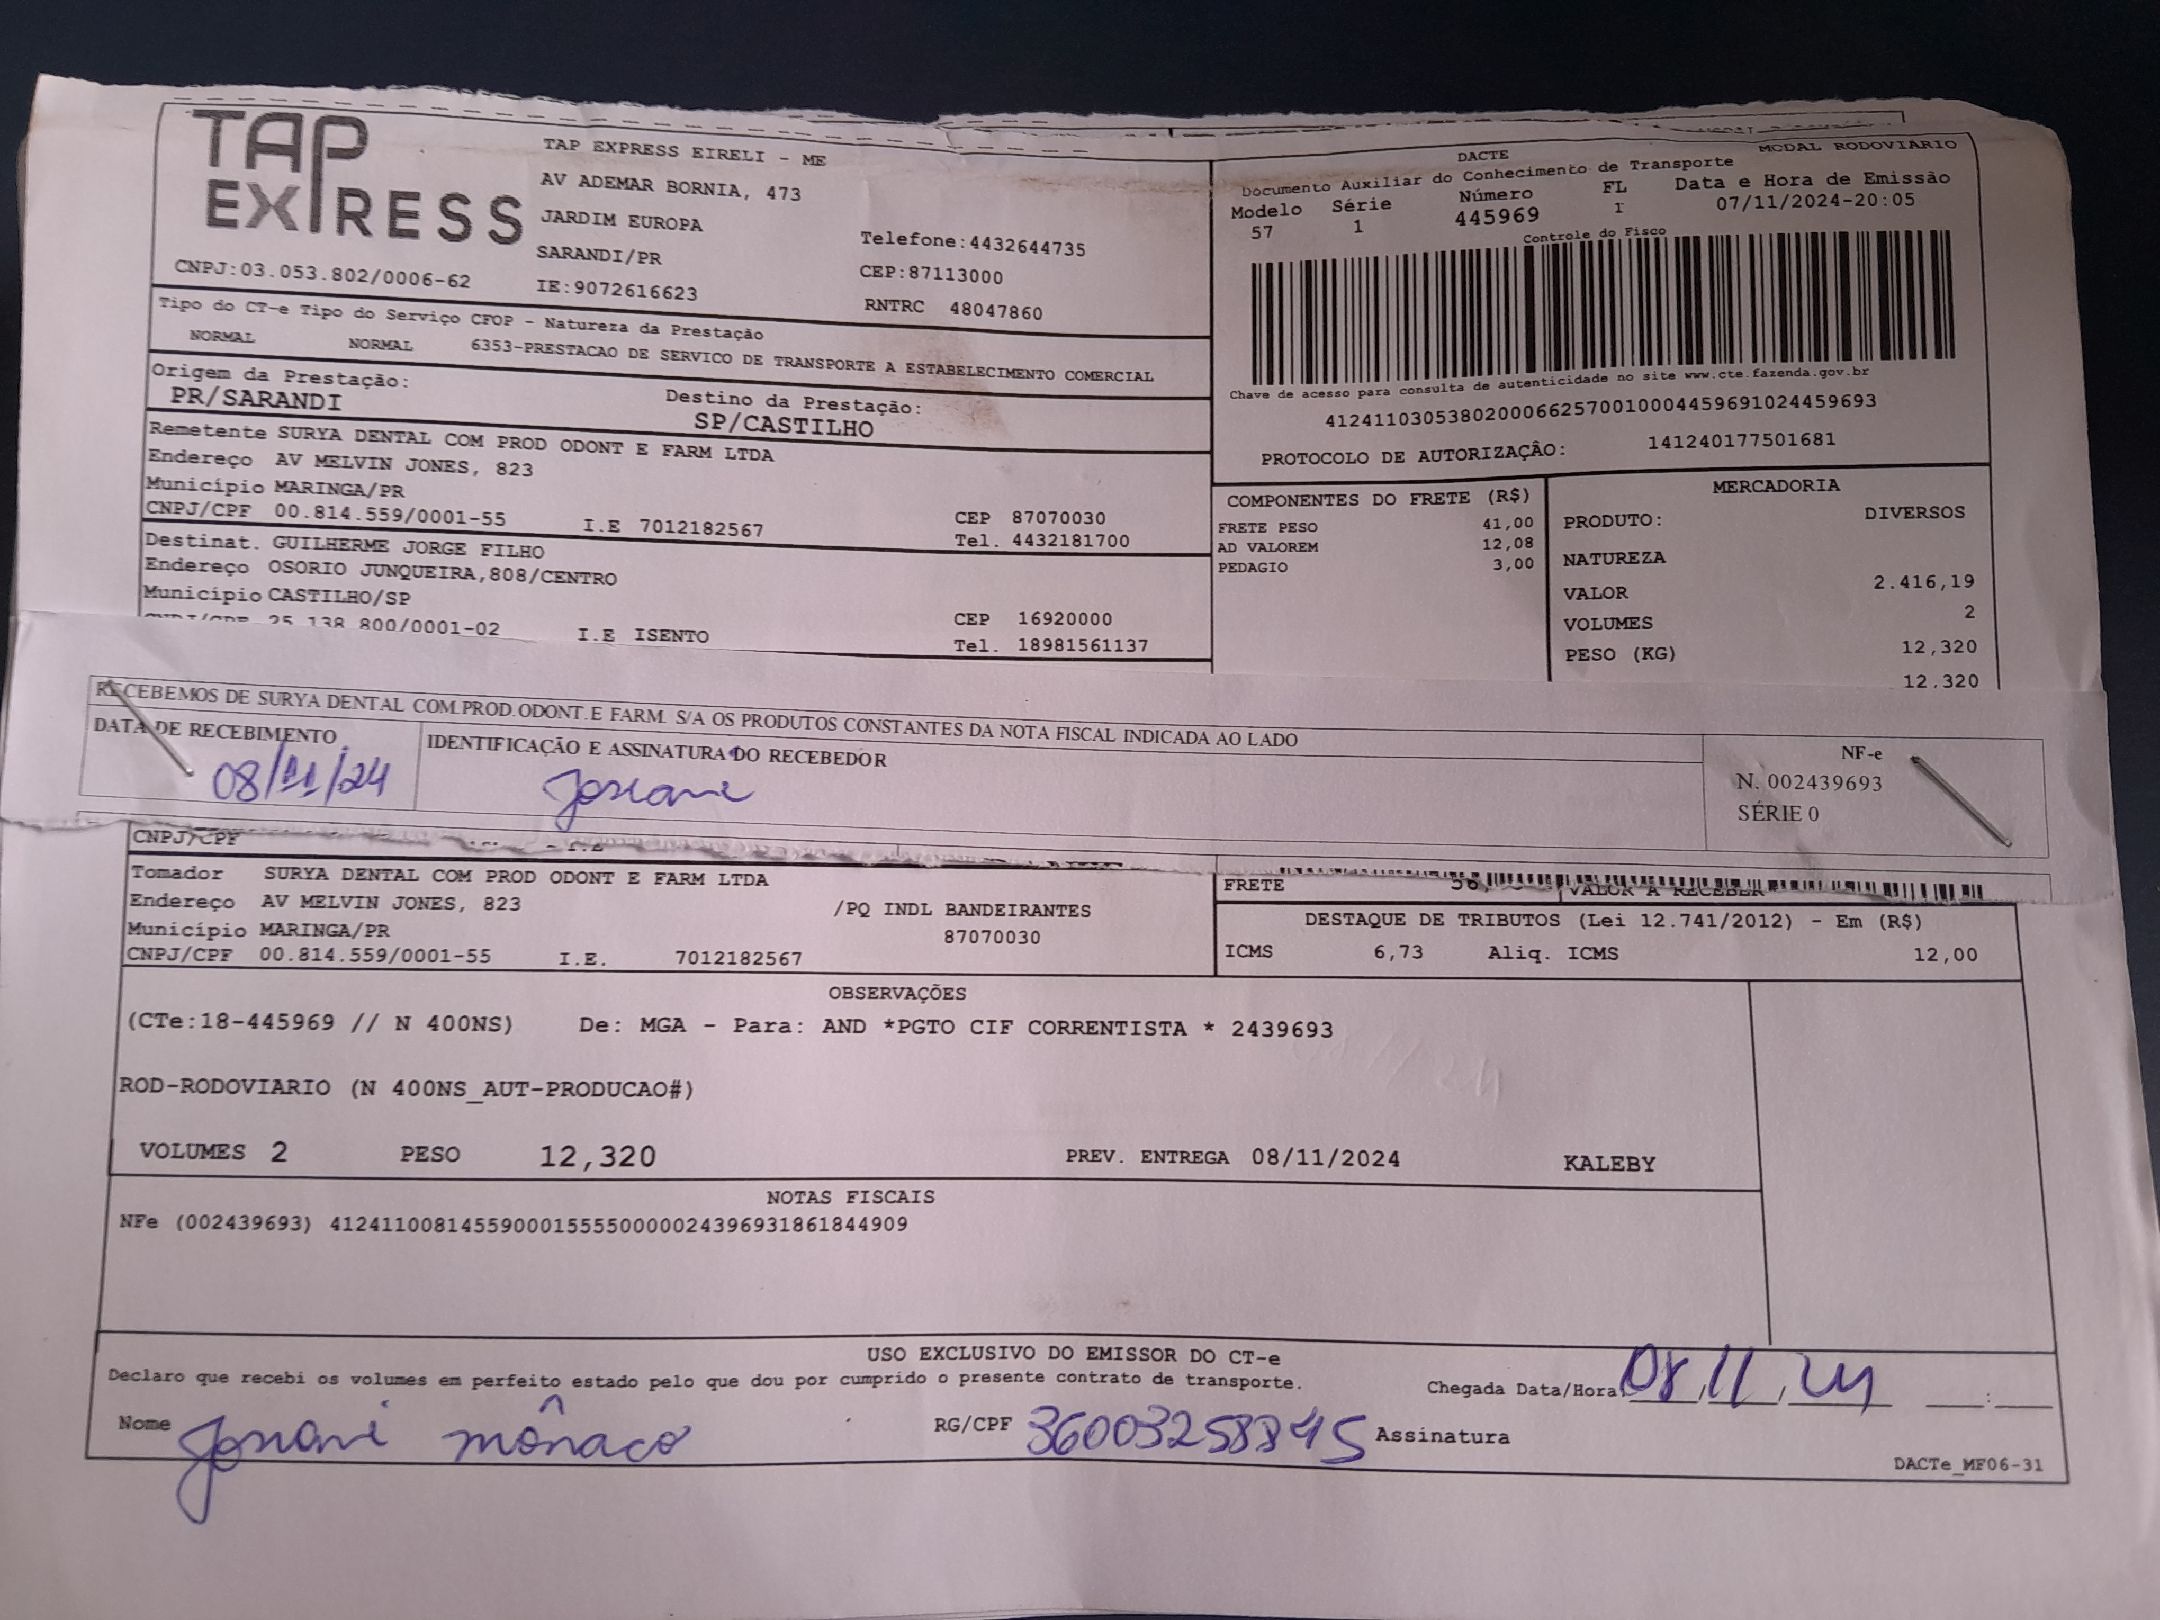 TAP EXPRESS
TAP EXPRESS EIRELI - ME
AV ADEMAR BORNIA, 473
JARDIM EUROPA
SARANDI/PR
Telefone:4432644735
CEP:87113000
CNPJ:03.053.802/0006-62
IE:9072616623
RNTRC 48047860
DACTE
MODAL RODOVIARIO
Documento Auxiliar do Conhecimento de Transporte
Modelo Série Número FL Data e Hora de Emissão
57 1 445969 1 07/11/2024-20:05
Controle do Fisco
Chave de acesso para consulta de autenticidade no site www.cte.fazenda.gov.br
41241103053802000662570010004459691024459693
PROTOCOLO DE AUTORIZAÇÃO: 141240177501681
Tipo do CT-e Tipo do Serviço CFOP - Natureza da Prestação
NORMAL NORMAL 6353-PRESTACAO DE SERVICO DE TRANSPORTE A ESTABELECIMENTO COMERCIAL
Origem da Prestação: Destino da Prestação:
PR/SARANDI SP/CASTILHO
Remetente SURYA DENTAL COM PROD ODONT E FARM LTDA
Endereço AV MELVIN JONES, 823
Município MARINGA/PR CEP 87070030
CNPJ/CPF 00.814.559/0001-55 I.E 7012182567 Tel. 4432181700
Destinat. GUILHERME JORGE FILHO
Endereço OSORIO JUNQUEIRA,808/CENTRO
Município CASTILHO/SP CEP 16920000
CNPJ/CPF 25.138.800/0001-02 I.E ISENTO Tel. 18981561137
COMPONENTES DO FRETE (R$)
FRETE PESO 41,00
AD VALOREM 12,08
PEDAGIO 3,00
MERCADORIA
PRODUTO: DIVERSOS
NATUREZA
VALOR 2.416,19
VOLUMES 2
PESO (KG) 12,320
12,320
RECEBEMOS DE SURYA DENTAL COM.PROD.ODONT.E FARM. S/A OS PRODUTOS CONSTANTES DA NOTA FISCAL INDICADA AO LADO
DATA DE RECEBIMENTO
08/11/24
IDENTIFICAÇÃO E ASSINATURA DO RECEBEDOR
Josiani
NF-e
N. 002439693
SÉRIE 0
CNPJ/CPF
Tomador SURYA DENTAL COM PROD ODONT E FARM LTDA
Endereço AV MELVIN JONES, 823 /PQ INDL BANDEIRANTES
Município MARINGA/PR 87070030
CNPJ/CPF 00.814.559/0001-55 I.E. 7012182567
FRETE VALOR A RECEBER
DESTAQUE DE TRIBUTOS (Lei 12.741/2012) - Em (R$)
ICMS 6,73 Aliq. ICMS 12,00
OBSERVAÇÕES
(CTe:18-445969 // N 400NS) De: MGA - Para: AND *PGTO CIF CORRENTISTA * 2439693
ROD-RODOVIARIO (N 400NS_AUT-PRODUCAO#)
VOLUMES 2 PESO 12,320 PREV. ENTREGA 08/11/2024 KALEBY
NOTAS FISCAIS
NFe (002439693) 41241100814559000155550000024396931861844909
USO EXCLUSIVO DO EMISSOR DO CT-e
Declaro que recebi os volumes em perfeito estado pelo que dou por cumprido o presente contrato de transporte.
Chegada Data/Hora 08/11/24 :
Nome Josiani mônaco RG/CPF 36003258845 Assinatura
DACTe_MF06-31